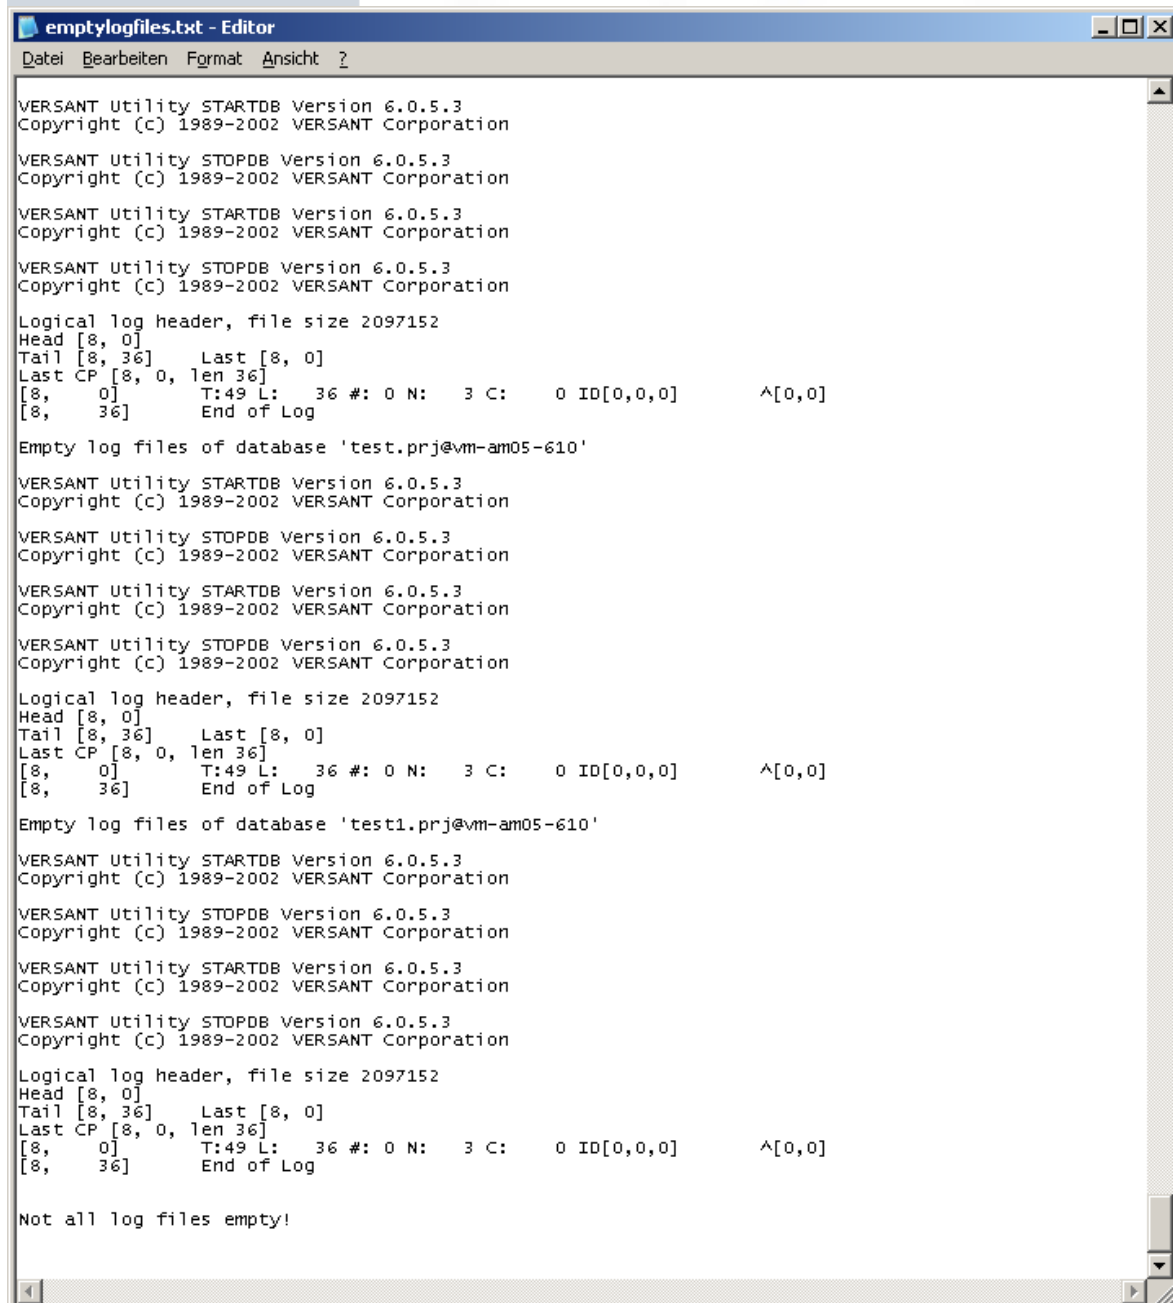 emptylogfiles.txt - Editor
Datei Bearbeiten Format Ansicht ?
VERSANT Utility STARTDB Version 6.0.5.3
Copyright (c) 1989-2002 VERSANT Corporation
VERSANT Utility STOPDB Version 6.0.5.3
Copyright (c) 1989-2002 VERSANT Corporation
VERSANT Utility STARTDB Version 6.0.5.3
Copyright (c) 1989-2002 VERSANT Corporation
VERSANT Utility STOPDB Version 6.0.5.3
Copyright (c) 1989-2002 VERSANT Corporation
Logical log header, file size 2097152
Head [8, 0]
Tail [8, 36] Last [8, 0]
Last CP [8, 0, len 36]
[8, 0] T:49 L: 36 #: 0 N: 3 C: 0 ID[0,0,0] ^[0,0]
[8, 36] End of Log
Empty log files of database 'test.prj@vm-am05-610'
VERSANT Utility STARTDB Version 6.0.5.3
Copyright (c) 1989-2002 VERSANT Corporation
VERSANT Utility STOPDB Version 6.0.5.3
Copyright (c) 1989-2002 VERSANT Corporation
VERSANT Utility STARTDB Version 6.0.5.3
Copyright (c) 1989-2002 VERSANT Corporation
VERSANT Utility STOPDB Version 6.0.5.3
Copyright (c) 1989-2002 VERSANT Corporation
Logical log header, file size 2097152
Head [8, 0]
Tail [8, 36] Last [8, 0]
Last CP [8, 0, len 36]
[8, 0] T:49 L: 36 #: 0 N: 3 C: 0 ID[0,0,0] ^[0,0]
[8, 36] End of Log
Empty log files of database 'test1.prj@vm-am05-610'
VERSANT Utility STARTDB Version 6.0.5.3
Copyright (c) 1989-2002 VERSANT Corporation
VERSANT Utility STOPDB Version 6.0.5.3
Copyright (c) 1989-2002 VERSANT Corporation
VERSANT Utility STARTDB Version 6.0.5.3
Copyright (c) 1989-2002 VERSANT Corporation
VERSANT Utility STOPDB Version 6.0.5.3
Copyright (c) 1989-2002 VERSANT Corporation
Logical log header, file size 2097152
Head [8, 0]
Tail [8, 36] Last [8, 0]
Last CP [8, 0, len 36]
[8, 0] T:49 L: 36 #: 0 N: 3 C: 0 ID[0,0,0] ^[0,0]
[8, 36] End of Log
Not all log files empty!